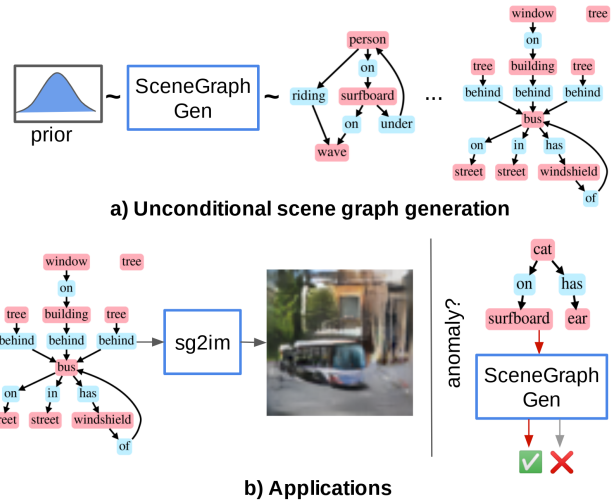 window
tree
on
person
tree
building
tree
on
behind
behind
behind
SceneGraph
Gen
riding
surfboard
~
~
...
bus
on
under
on
in
has
prior
wave
street
street
windshield
of
a) Unconditional scene graph generation
window
tree
on
tree
building
tree
behind
behind
behind
sg2im
bus
on
in
has
reet
street
windshield
of
anomaly?
cat
on
has
surfboard
ear
SceneGraph
Gen
b) Applications